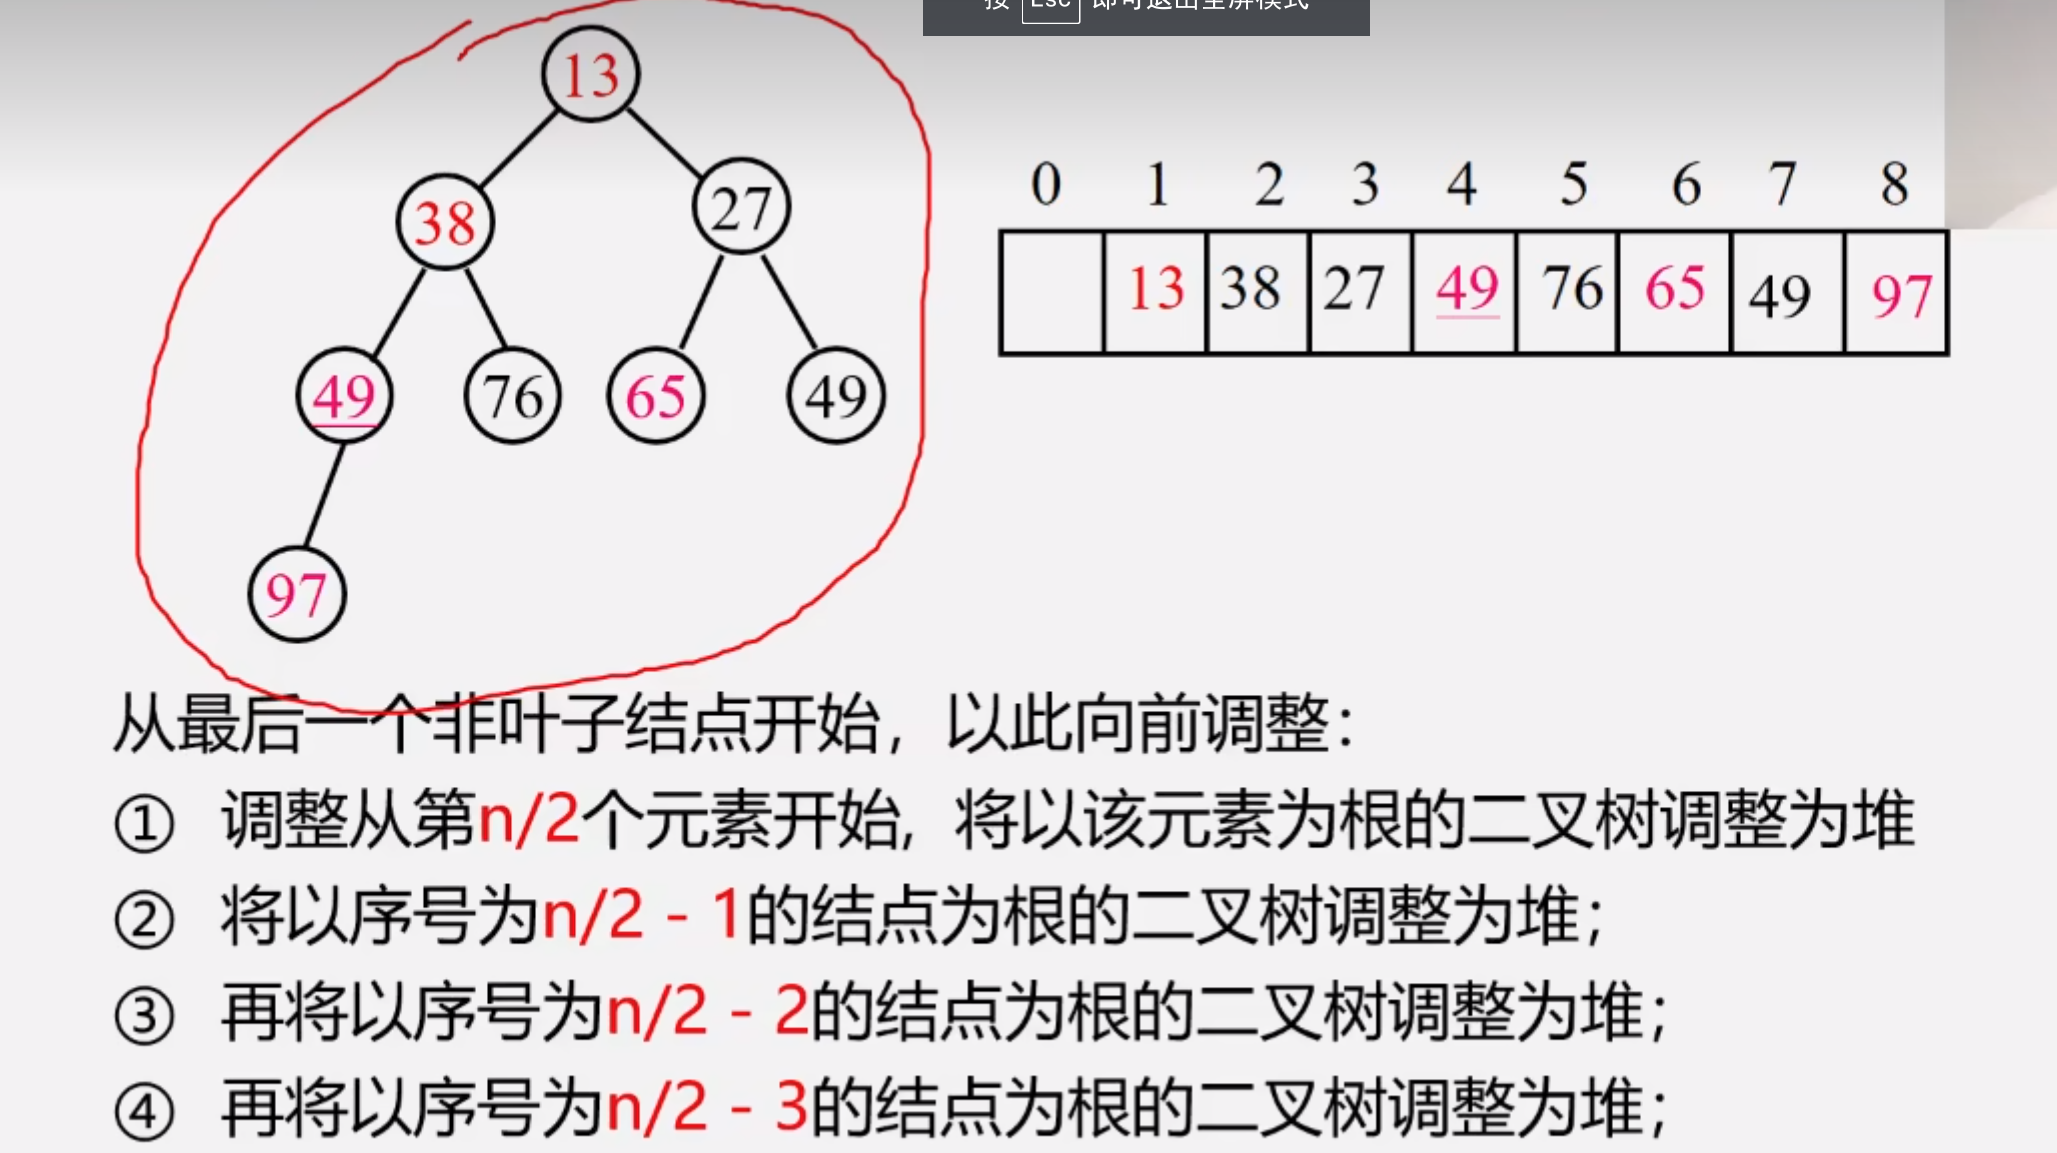 按 Esc 即可退出全屏模式
13
38
27
49
76
65
49
97
0 1 2 3 4 5 6 7 8
13 38 27 49 76 65 49 97
从最后一个非叶子结点开始，以此向前调整：
① 调整从第n/2个元素开始, 将以该元素为根的二叉树调整为堆
② 将以序号为n/2 - 1的结点为根的二叉树调整为堆；
③ 再将以序号为n/2 - 2的结点为根的二叉树调整为堆；
④ 再将以序号为n/2 - 3的结点为根的二叉树调整为堆；